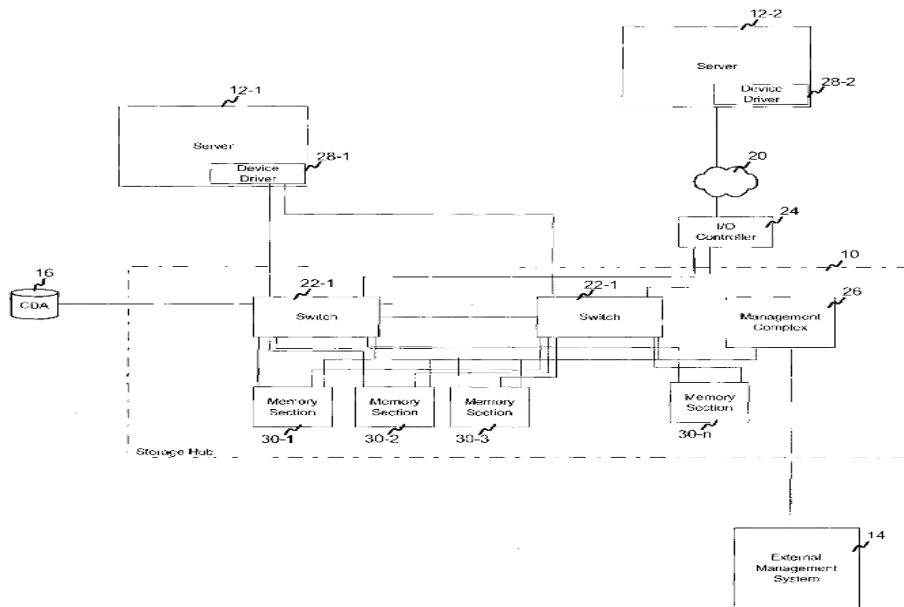 12-2
Server
Device
Driver
28-2
12-1
Server
Device
Driver
28-1
20
24
I/O
Controller
10
16
CDA
22-1
Switch
22-1
Switch
26
Management
Complex
Memory
Section
30-1
Memory
Section
30-2
Memory
Section
30-3
Memory
Section
30-n
Storage Hub
14
External
Management
System